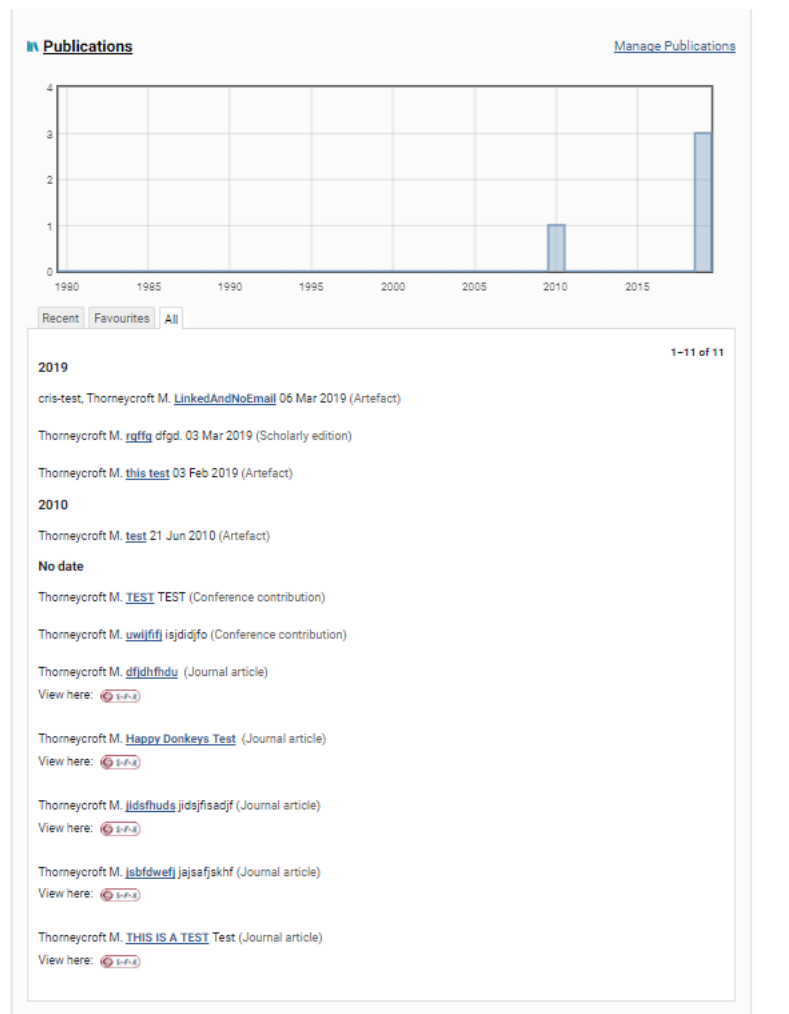 Publications
Manage Publications
4
3
2
1
0
1980 1985 1990 1995 2000 2005 2010 2015
Recent Favourites All
1–11 of 11
2019
cris-test, Thorneycroft M. LinkedAndNoEmail 06 Mar 2019 (Artefact)
Thorneycroft M. rgffg dfgd. 03 Mar 2019 (Scholarly edition)
Thorneycroft M. this test 03 Feb 2019 (Artefact)
2010
Thorneycroft M. test 21 Jun 2010 (Artefact)
No date
Thorneycroft M. TEST TEST (Conference contribution)
Thorneycroft M. uwijfifj isjdidjfo (Conference contribution)
Thorneycroft M. dfjdhfhdu (Journal article)
View here: S-F-X
Thorneycroft M. Happy Donkeys Test (Journal article)
View here: S-F-X
Thorneycroft M. jidsfhuds jidsjfisadjf (Journal article)
View here: S-F-X
Thorneycroft M. jsbfdwefj jajsafjskhf (Journal article)
View here: S-F-X
Thorneycroft M. THIS IS A TEST Test (Journal article)
View here: S-F-X